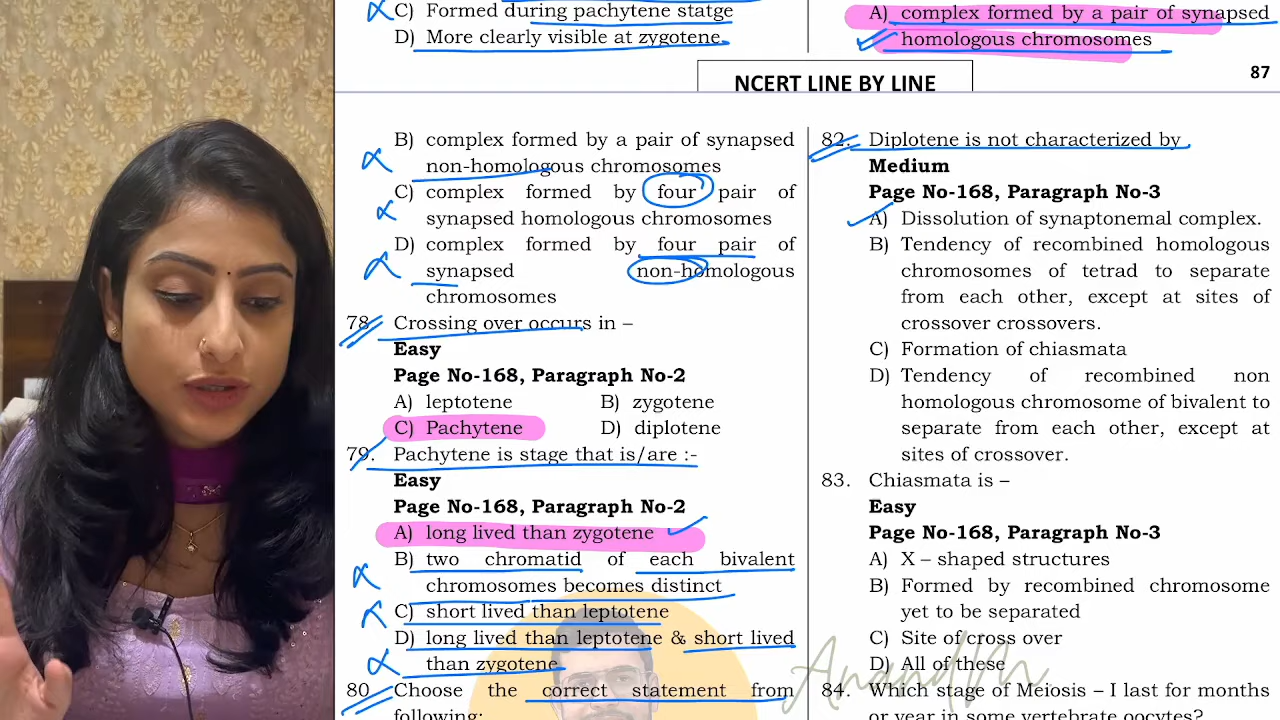 C) Formed during pachytene statge
D) More clearly visible at zygotene.
A) complex formed by a pair of synapsed
homologous chromosomes
87
NCERT LINE BY LINE
B) complex formed by a pair of synapsed
non-homologous chromosomes
C) complex formed by four pair of
synapsed homologous chromosomes
D) complex formed by four pair of
synapsed non-homologous
chromosomes
78. Crossing over occurs in –
Easy
Page No-168, Paragraph No-2
A) leptotene B) zygotene
C) Pachytene D) diplotene
79. Pachytene is stage that is/are :-
Easy
Page No-168, Paragraph No-2
A) long lived than zygotene
B) two chromatid of each bivalent
chromosomes becomes distinct
C) short lived than leptotene
D) long lived than leptotene & short lived
than zygotene
80. Choose the correct statement from
following:
82. Diplotene is not characterized by
Medium
Page No-168, Paragraph No-3
A) Dissolution of synaptonemal complex.
B) Tendency of recombined homologous
chromosomes of tetrad to separate
from each other, except at sites of
crossover crossovers.
C) Formation of chiasmata
D) Tendency of recombined non
homologous chromosome of bivalent to
separate from each other, except at
sites of crossover.
83. Chiasmata is –
Easy
Page No-168, Paragraph No-3
A) X – shaped structures
B) Formed by recombined chromosome
yet to be separated
C) Site of cross over
D) All of these
84. Which stage of Meiosis – I last for months
or year in some vertebrate oocytes?